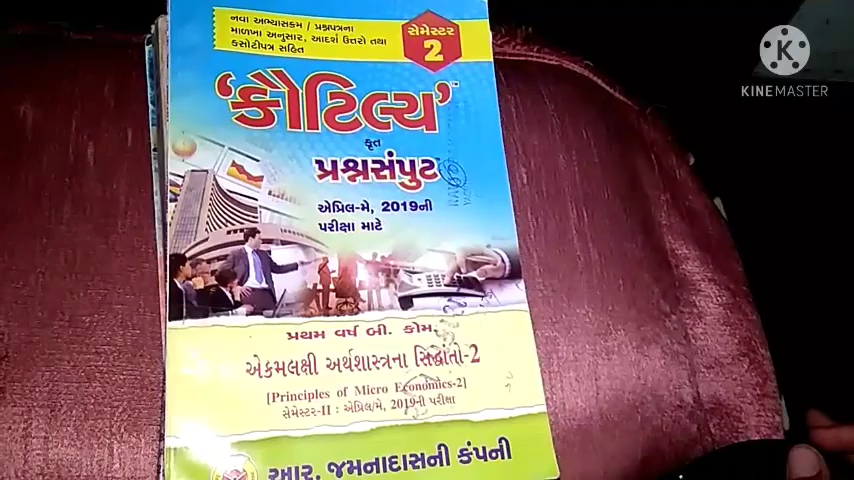 નવા અભ્યાસક્રમ / પ્રશ્નપત્રના
માળખા અનુસાર, આદર્શ ઉત્તરો તથા
કસોટીપત્ર સહિત
સેમેસ્ટર
2
'કૌટિલ્ય'™
કૃત
પ્રશ્નસંપુટ
એપ્રિલ-મે, 2019ની
પરીક્ષા માટે
પ્રથમ વર્ષ બી. કોમ.
એકમલક્ષી અર્થશાસ્ત્રના સિદ્ધાંતો-2
[Principles of Micro Economics-2]
સેમેસ્ટર-II : એપ્રિલ/મે, 2019ની પરીક્ષા
આર. જમનાદાસની કંપની
KINEMASTER